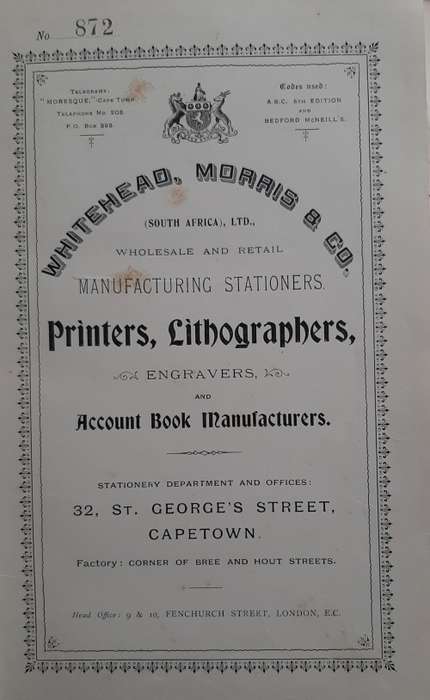 No. 872
TELEGRAMS:
"MORESQUE," CAPE TOWN.
TELEPHONE NO. 508.
P.O. BOX 968.
Codes used:
A.B.C. 5TH EDITION
AND
BEDFORD MCNEILL'S.
WHITEHEAD, MORRIS & CO.
(SOUTH AFRICA), LTD.,
WHOLESALE AND RETAIL
MANUFACTURING STATIONERS.
Printers, Lithographers,
ENGRAVERS,
AND
Account Book Manufacturers.
STATIONERY DEPARTMENT AND OFFICES:
32, ST. GEORGE'S STREET,
CAPETOWN.
Factory: CORNER OF BREE AND HOUT STREETS.
Head Office: 9 & 10, FENCHURCH STREET, LONDON, E.C.